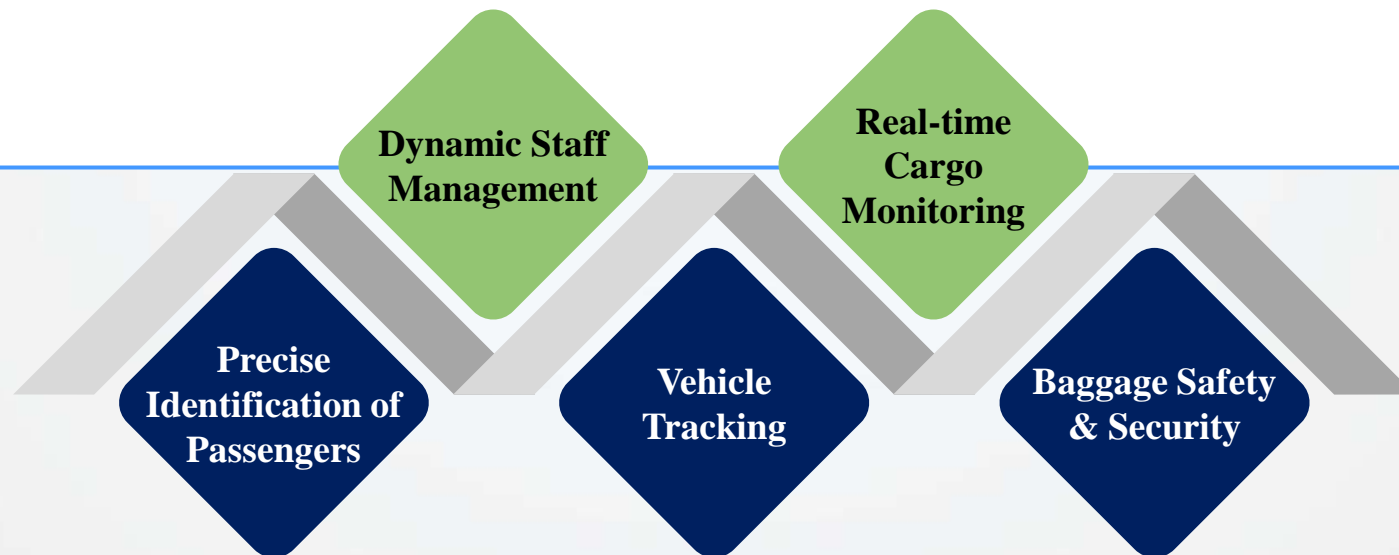 Dynamic Staff
Management
Real-time
Cargo
Monitoring
Precise
Identification of
Passengers
Vehicle
Tracking
Baggage Safety
& Security